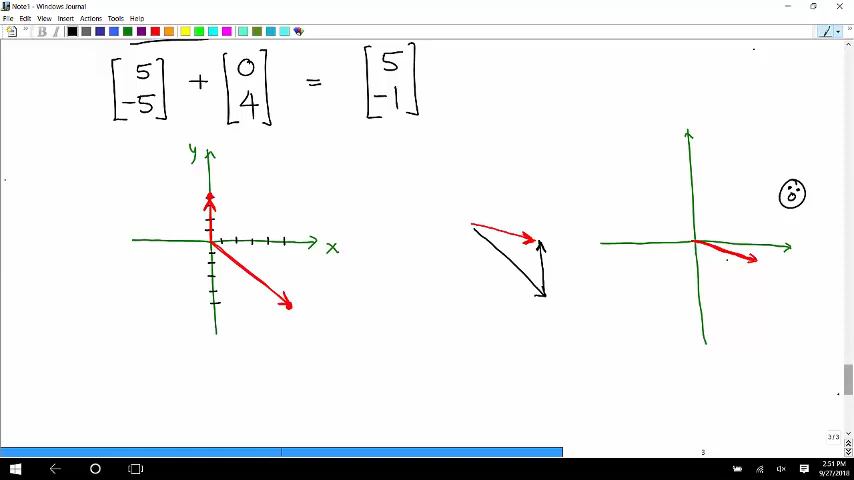 Note1 - Windows Journal
File Edit View Insert Actions Tools Help
B I
[5 -5] + [0 4] = [5 -1]
y
x
3/3
3
2:51 PM
9/27/2018